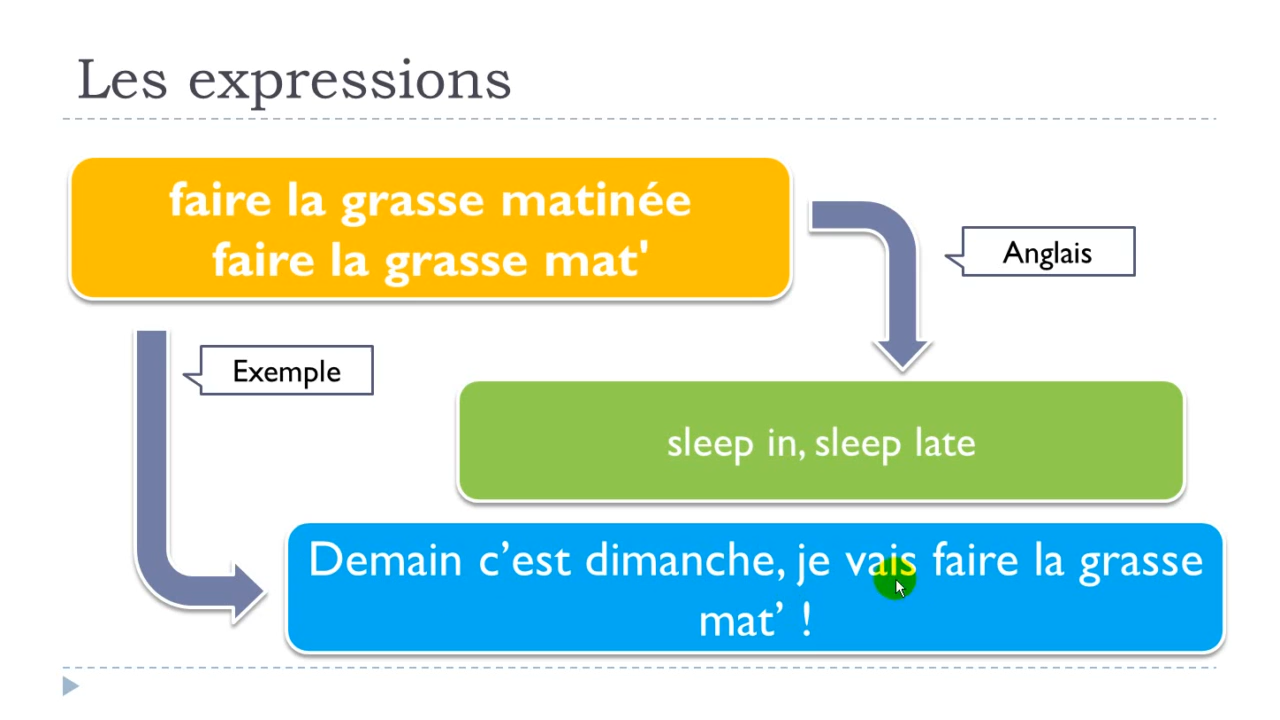 Les expressions
faire la grasse matinée
faire la grasse mat'
Anglais
Exemple
sleep in, sleep late
Demain c’est dimanche, je vais faire la grasse
mat’ !